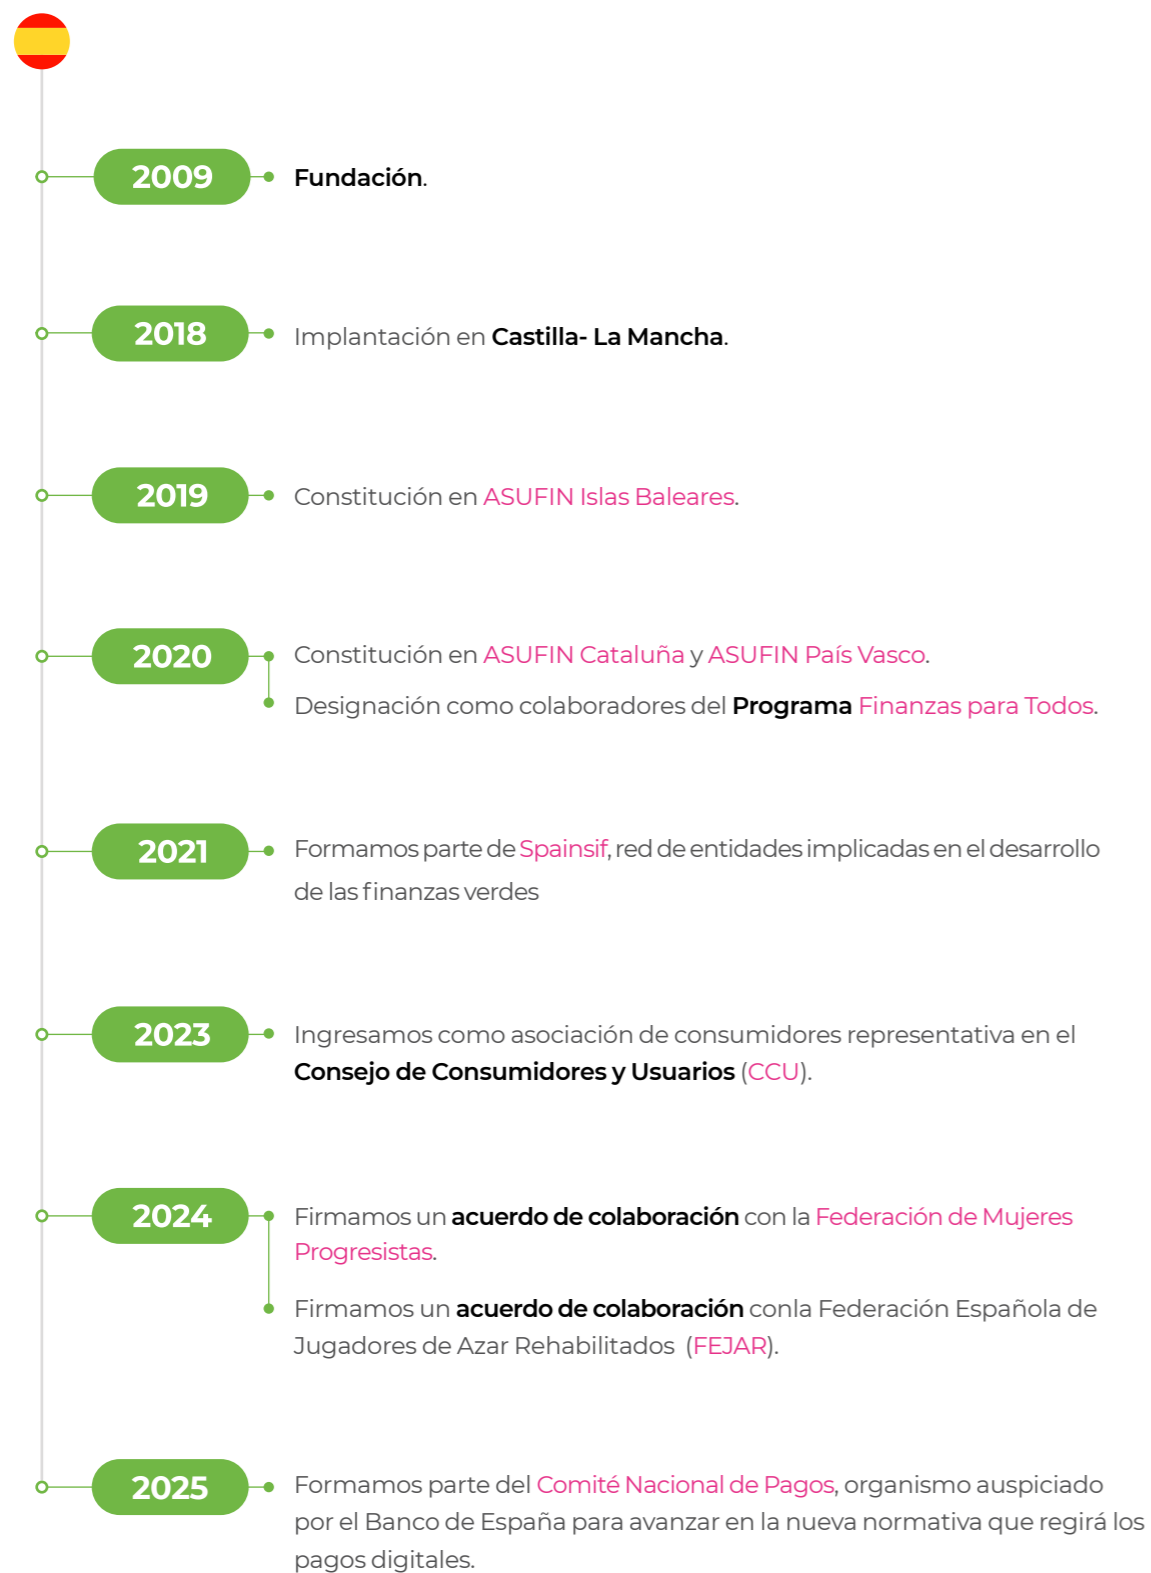 2009
Fundación.
2018
Implantación en Castilla- La Mancha.
2019
Constitución en ASUFIN Islas Baleares.
2020
Constitución en ASUFIN Cataluña y ASUFIN País Vasco.
Designación como colaboradores del Programa Finanzas para Todos.
2021
Formamos parte de Spainsif, red de entidades implicadas en el desarrollo
de las finanzas verdes
2023
Ingresamos como asociación de consumidores representativa en el
Consejo de Consumidores y Usuarios (CCU).
2024
Firmamos un acuerdo de colaboración con la Federación de Mujeres
Progresistas.
Firmamos un acuerdo de colaboración conla Federación Española de
Jugadores de Azar Rehabilitados (FEJAR).
2025
Formamos parte del Comité Nacional de Pagos, organismo auspiciado
por el Banco de España para avanzar en la nueva normativa que regirá los
pagos digitales.